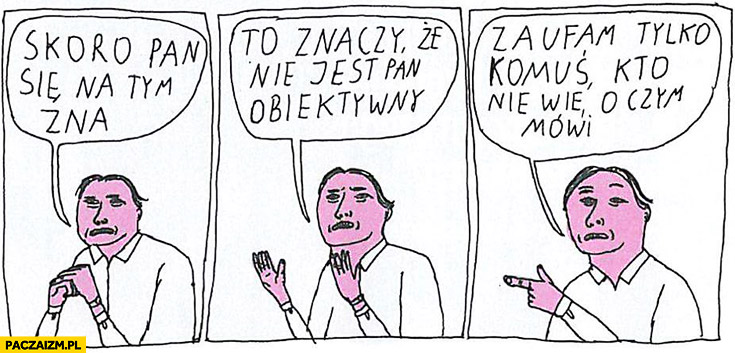 SKORO PAN
SIĘ NA TYM
ZNA
TO ZNACZY, ŻE
NIE JEST PAN
OBIEKTYWNY
ZAUFAM TYLKO
KOMUŚ, KTO
NIE WIE, O CZYM
MÓWI
PACZAIZM.PL